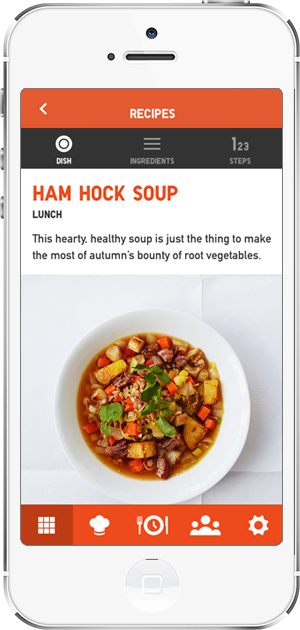 RECIPES
DISH
INGREDIENTS
123
STEPS
HAM HOCK SOUP
LUNCH
This hearty, healthy soup is just the thing to make
the most of autumn's bounty of root vegetables.